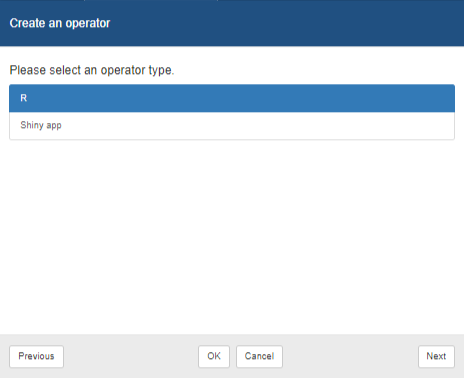 Create an operator
Please select an operator type.
R
Shiny app
Previous
OK
Cancel
Next